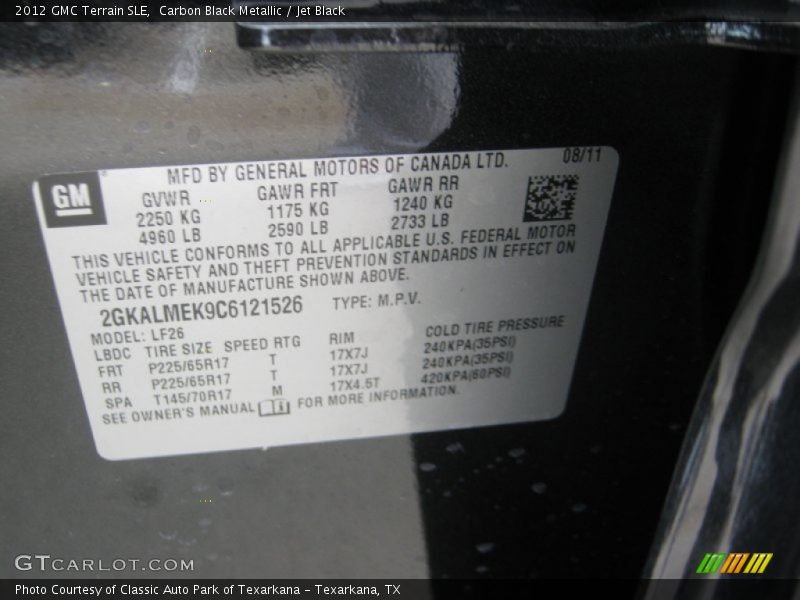 2012 GMC Terrain SLE, Carbon Black Metallic / Jet Black
MFD BY GENERAL MOTORS OF CANADA LTD. 08/11
GM
GVWR GAWR FRT GAWR RR
2250 KG 1175 KG 1240 KG
4960 LB 2590 LB 2733 LB
THIS VEHICLE CONFORMS TO ALL APPLICABLE U.S. FEDERAL MOTOR
VEHICLE SAFETY AND THEFT PREVENTION STANDARDS IN EFFECT ON
THE DATE OF MANUFACTURE SHOWN ABOVE.
2GKALMEK9C6121526 TYPE: M.P.V.
MODEL: LF26
LBDC TIRE SIZE SPEED RTG RIM COLD TIRE PRESSURE
FRT P225/65R17 T 17X7J 240KPA(35PSI)
RR P225/65R17 T 17X7J 240KPA(35PSI)
SPA T145/70R17 M 17X4.5T 420KPA(60PSI)
SEE OWNER'S MANUAL FOR MORE INFORMATION.
GTCARLOT.COM
Photo Courtesy of Classic Auto Park of Texarkana – Texarkana, TX